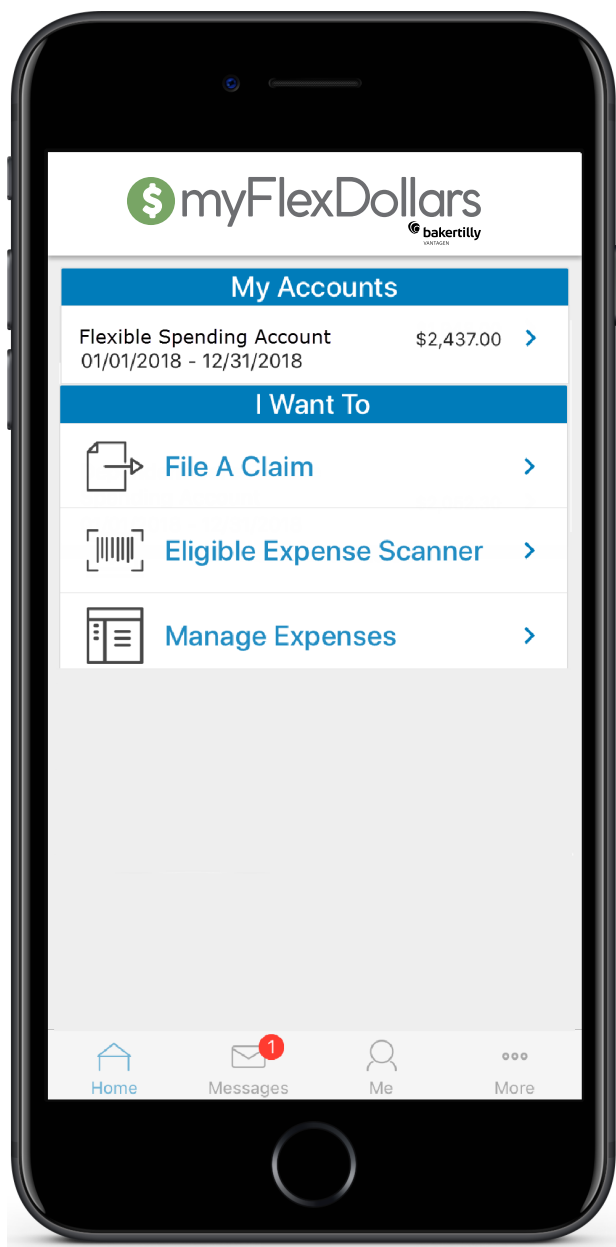 $ myFlexDollars
bakertilly
VANTAGEN
My Accounts
Flexible Spending Account $2,437.00
01/01/2018 - 12/31/2018
I Want To
File A Claim
Eligible Expense Scanner
Manage Expenses
1
Home Messages Me More